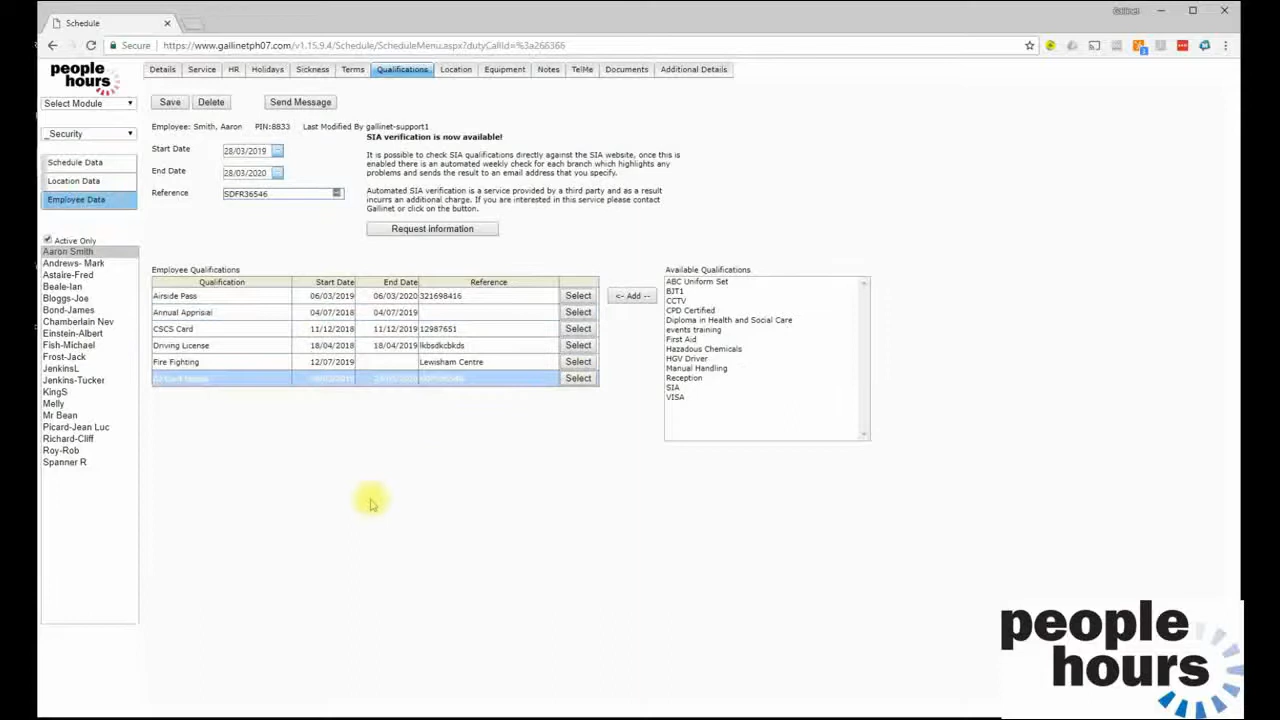 Gallinet
Schedule
Secure https://www.gallinetph07.com/v1.15.9.4/Schedule/ScheduleMenu.aspx?dutyCallId=%3a266366
people
hours
Details Service HR Holidays Sickness Terms Qualifications Location Equipment Notes TelMe Documents Additional Details
Select Module
Save Delete Send Message
_Security
Employee: Smith, Aaron PIN:8833 Last Modified By gallinet-support1
SIA verification is now available!
Start Date 28/03/2019
It is possible to check SIA qualifications directly against the SIA website, once this is
enabled there is an automated weekly check for each branch which highlights any
problems and sends the result to an email address that you specify.
End Date 28/03/2020
Reference SDFR36546
Automated SIA verification is a service provided by a third party and as a result
incurrs an additional charge. If you are interested in this service please contact
Gallinet or click on the button.
Request information
Schedule Data
Location Data
Employee Data
Active Only
Aaron Smith
Andrews- Mark
Astaire-Fred
Beale-Ian
Bloggs-Joe
Bond-James
Chamberlain Nev
Einstein-Albert
Fish-Michael
Frost-Jack
JenkinsL
Jenkins-Tucker
KingS
Melly
Mr Bean
Picard-Jean Luc
Richard-Cliff
Roy-Rob
Spanner R
Employee Qualifications
Qualification Start Date End Date Reference
Airside Pass 06/03/2019 06/03/2020 321698416 Select
Annual Apprisial 04/07/2018 04/07/2019 Select
CSCS Card 11/12/2018 11/12/2019 12987651 Select
Driving License 18/04/2018 18/04/2019 lkbsdkcbkds Select
Fire Fighting 12/07/2019 Lewisham Centre Select
Select
<- Add --
Available Qualifications
ABC Uniform Set
BJT1
CCTV
CPD Certified
Diploma in Health and Social Care
events training
First Aid
Hazadous Chemicals
HGV Driver
Manual Handling
Reception
SIA
VISA
people
hours